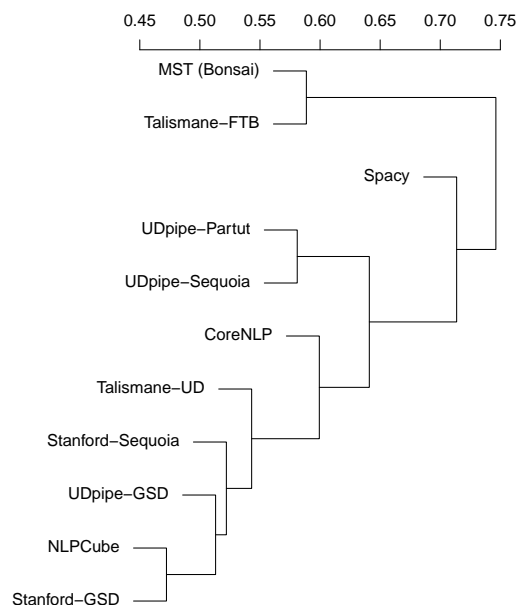 0.45 0.50 0.55 0.60 0.65 0.70 0.75
MST (Bonsai)
Talismane−FTB
Spacy
UDpipe−Partut
UDpipe−Sequoia
CoreNLP
Talismane−UD
Stanford−Sequoia
UDpipe−GSD
NLPCube
Stanford−GSD